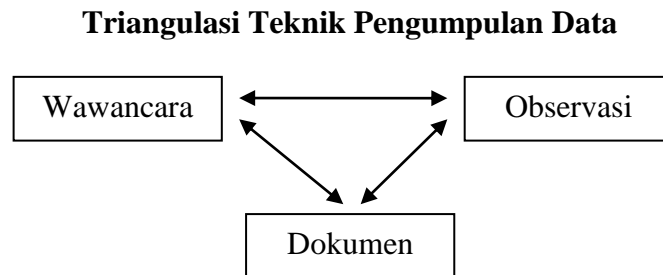 Triangulasi Teknik Pengumpulan Data
Wawancara
Observasi
Dokumen